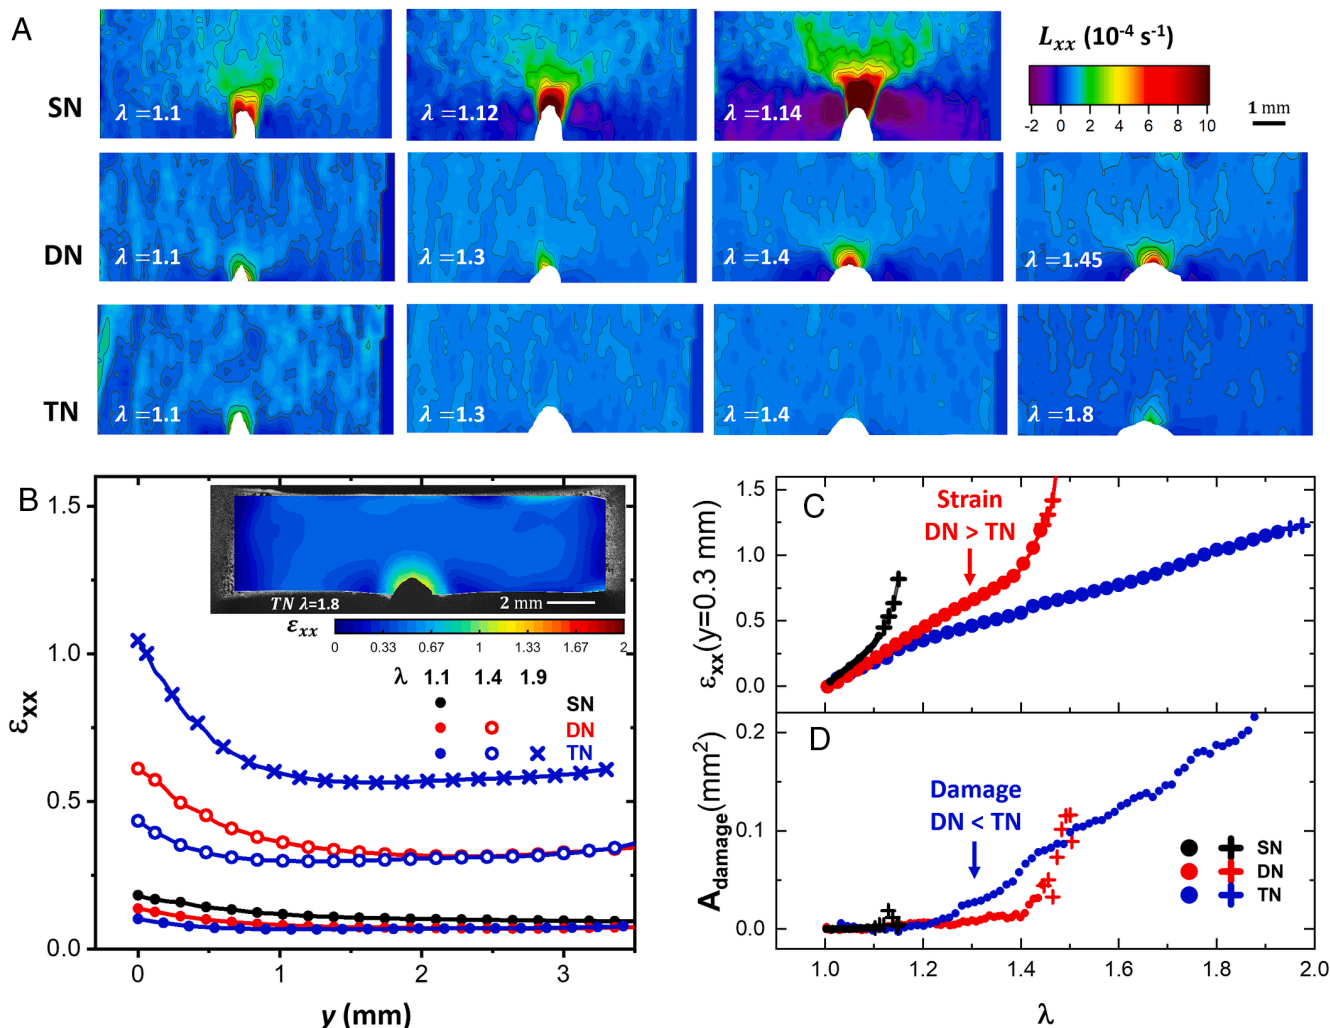 A
SN
λ =1.1
λ =1.12
λ =1.14
L_xx (10⁻⁴ s⁻¹)
-2 0 2 4 6 8 10
1 mm
DN
λ =1.1
λ =1.3
λ =1.4
λ =1.45
TN
λ =1.1
λ =1.3
λ =1.4
λ =1.8
B
1.5
1.0
0.5
0.0
ε_xx
TN λ=1.8
2 mm
ε_xx
0 0.33 0.67 1 1.33 1.67 2
λ 1.1 1.4 1.9
SN
DN
TN
0 1 2 3
y (mm)
C
1.5
1.0
0.5
0.0
ε_xx(y=0.3 mm)
Strain
DN > TN
D
0.2
0.1
0.0
A_damage(mm²)
Damage
DN < TN
SN
DN
TN
1.0 1.2 1.4 1.6 1.8 2.0
λ